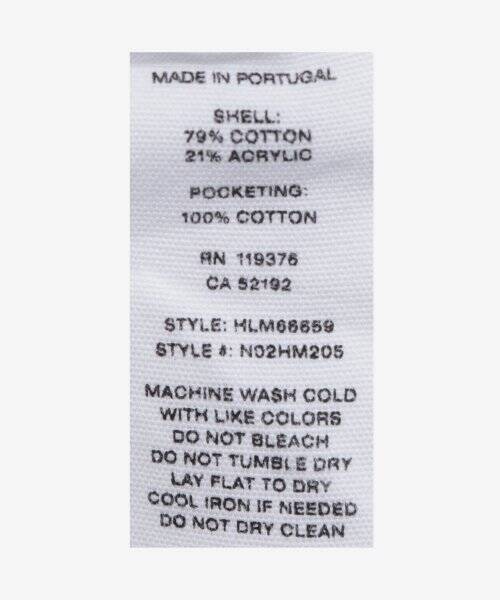 MADE IN PORTUGAL
SHELL:
79% COTTON
21% ACRYLIC
POCKETING:
100% COTTON
RN 119376
CA 52192
STYLE: HLM66659
STYLE #: N02HM205
MACHINE WASH COLD
WITH LIKE COLORS
DO NOT BLEACH
DO NOT TUMBLE DRY
LAY FLAT TO DRY
COOL IRON IF NEEDED
DO NOT DRY CLEAN